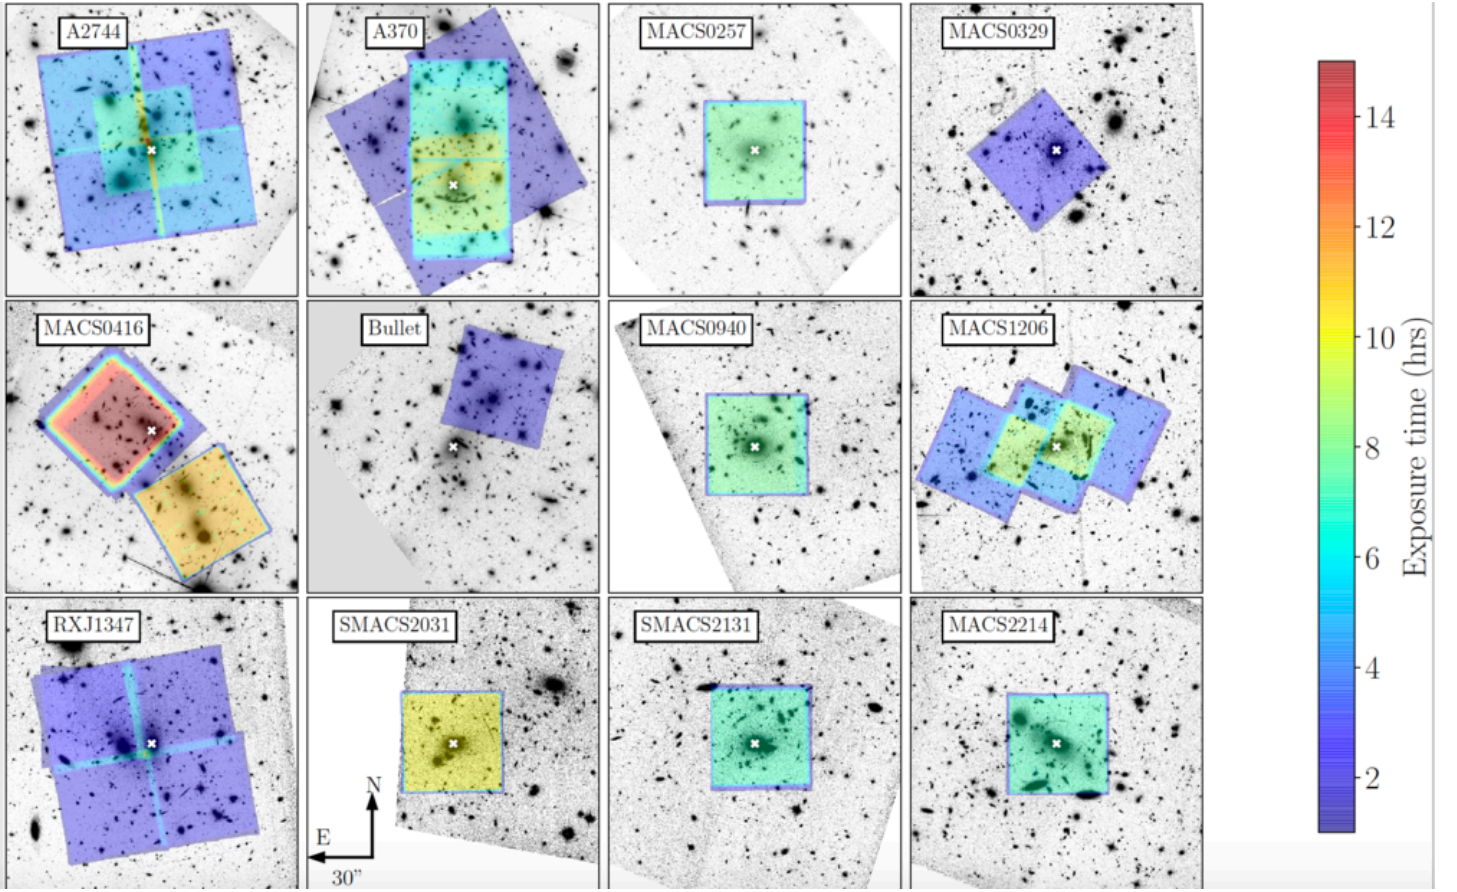 A2744
A370
MACS0257
MACS0329
MACS0416
Bullet
MACS0940
MACS1206
RXJ1347
SMACS2031
SMACS2131
MACS2214
N
E
30”
14
12
10
8
6
4
2
Exposure time (hrs)